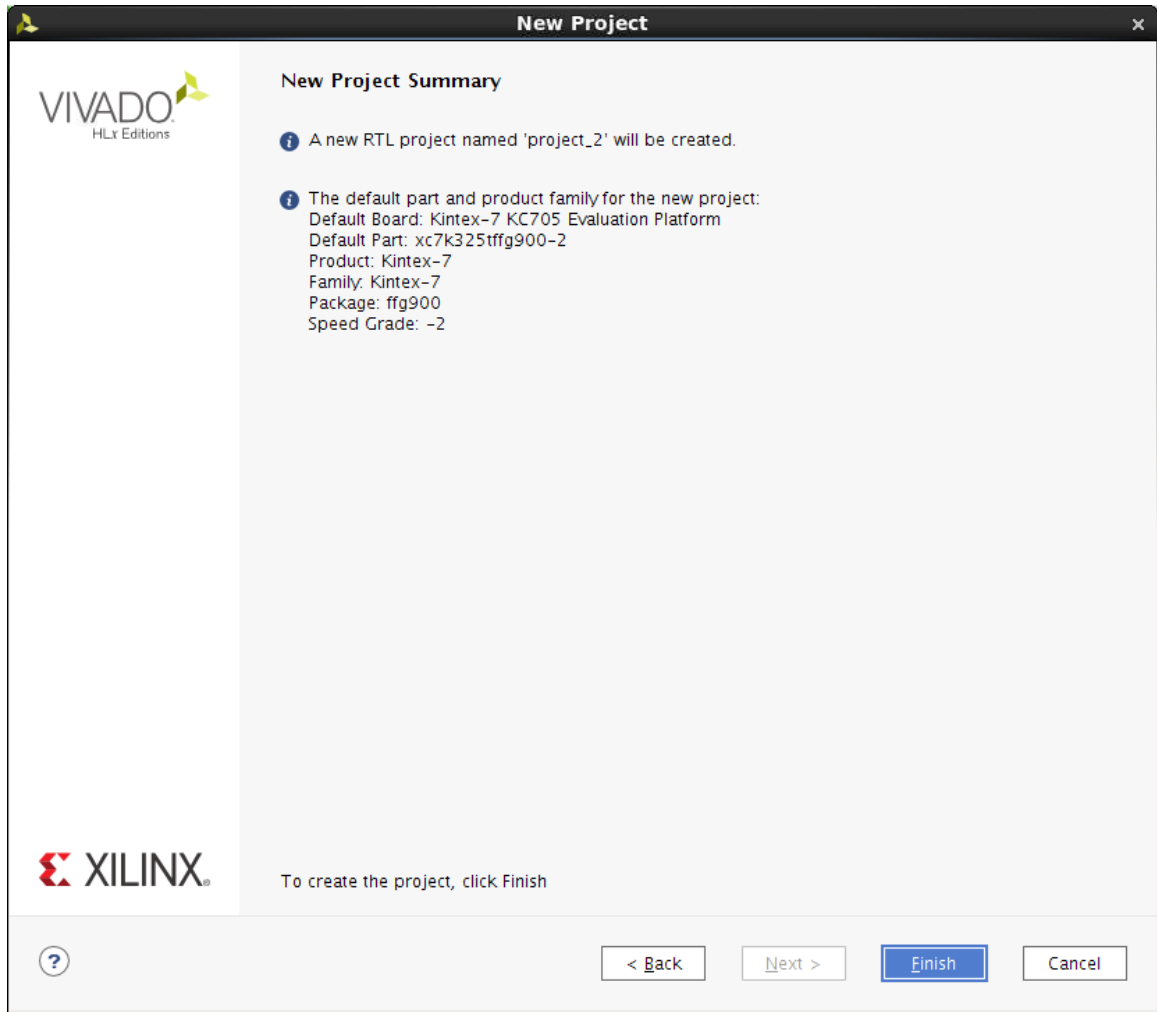 New Project
VIVADO.
HLx Editions
New Project Summary
A new RTL project named 'project_2' will be created.
The default part and product family for the new project:
Default Board: Kintex-7 KC705 Evaluation Platform
Default Part: xc7k325tffg900-2
Product: Kintex-7
Family: Kintex-7
Package: ffg900
Speed Grade: -2
XILINX®
To create the project, click Finish
?
< Back
Next >
Finish
Cancel